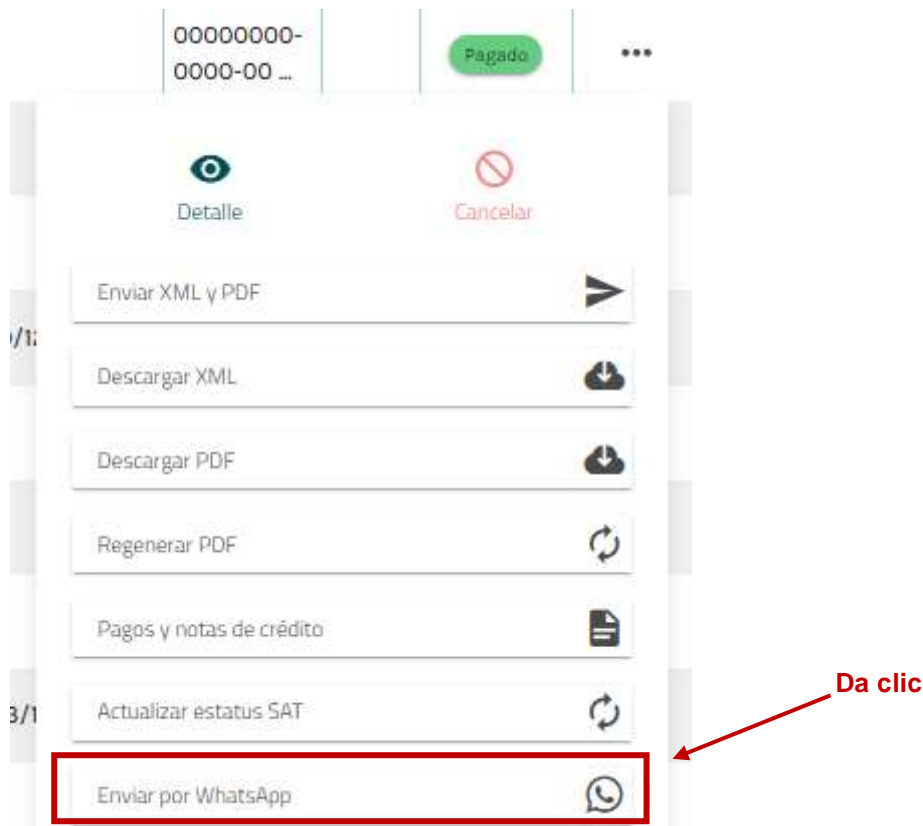 00000000-
0000-00 ...
Pagado
Detalle
Cancelar
Enviar XML y PDF
Descargar XML
Descargar PDF
Regenerar PDF
Pagos y notas de crédito
Actualizar estatus SAT
Da clic
Enviar por WhatsApp